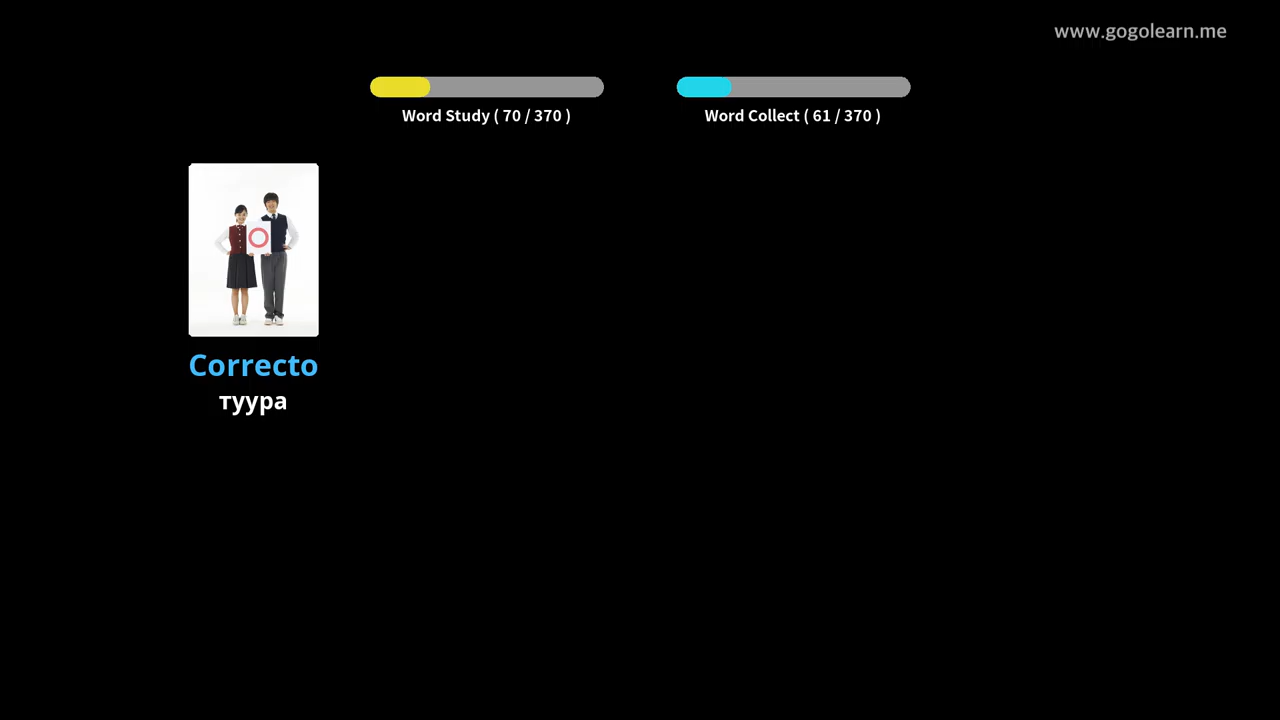 www.gogolearn.me
Word Study ( 70 / 370 )
Word Collect ( 61 / 370 )
Correcto
туура